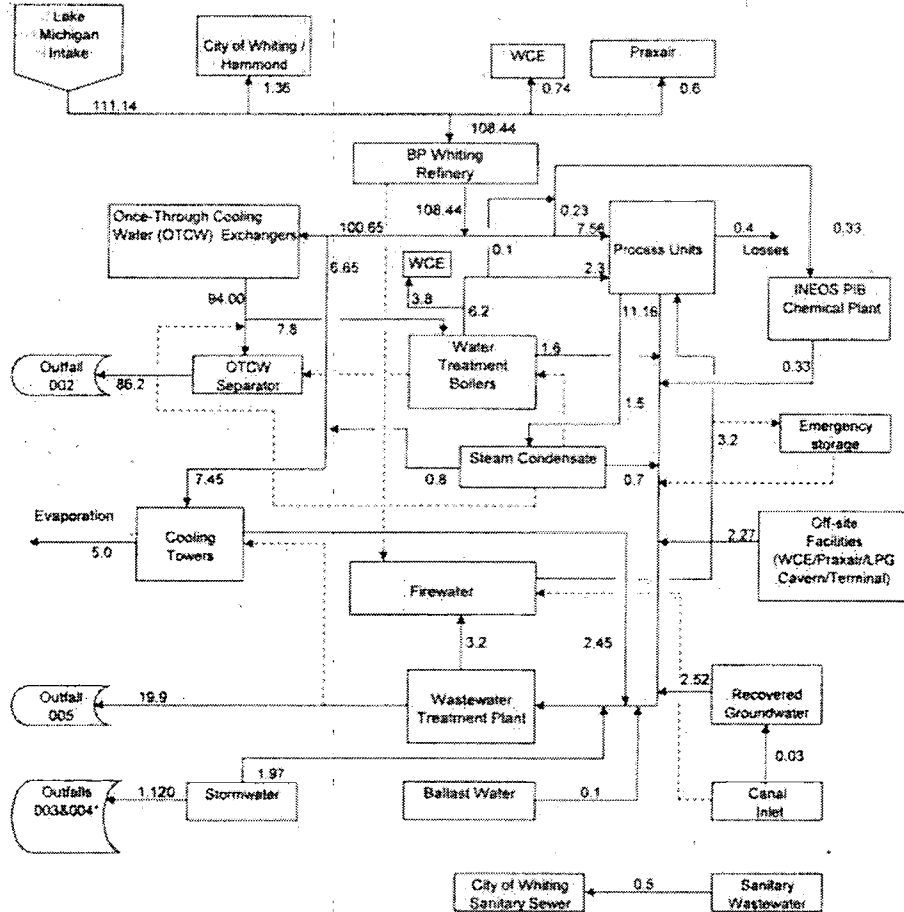 Lake
Michigan
Intake
City of Whiting /
Hammond
WCE
Praxair
1.36
0.74
0.6
111.14
108.44
BP Whiting
Refinery
108.44
Once-Through Cooling
Water (OTCW) Exchangers
100.65
0.23
7.56
Process Units
0.4
Losses
0.33
6.65
WCE
0.1
2.3
INEOS PIB
Chemical Plant
94.00
3.8
6.2
11.16
7.8
Water
Treatment
Boilers
1.6
0.33
Outfall
002
86.2
OTCW
Separator
1.5
3.2
Emergency
storage
Steam Condensate
0.8
0.7
7.45
Evaporation
5.0
Cooling
Towers
2.27
Off-site
Facilities
(WCE/Praxair/LPG
Cavern/Terminal)
Firewater
3.2
2.45
Outfall
005
19.9
Wastewater
Treatment Plant
2.52
Recovered
Groundwater
0.03
Outfalls
003&004*
1.120
Stormwater
1.97
Ballast Water
0.1
Canal
Inlet
City of Whiting
Sanitary Sewer
0.5
Sanitary
Wastewater